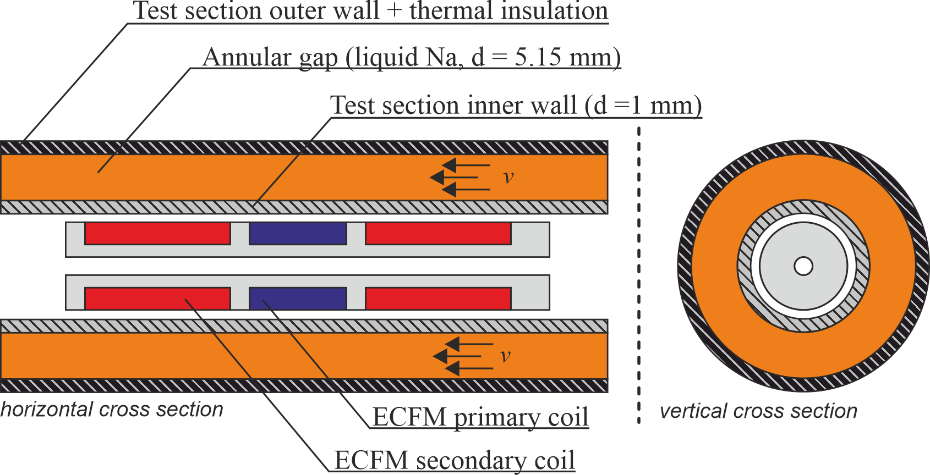 Test section outer wall + thermal insulation
Annular gap (liquid Na, d = 5.15 mm)
Test section inner wall (d =1 mm)
v
v
horizontal cross section
vertical cross section
ECFM primary coil
ECFM secondary coil